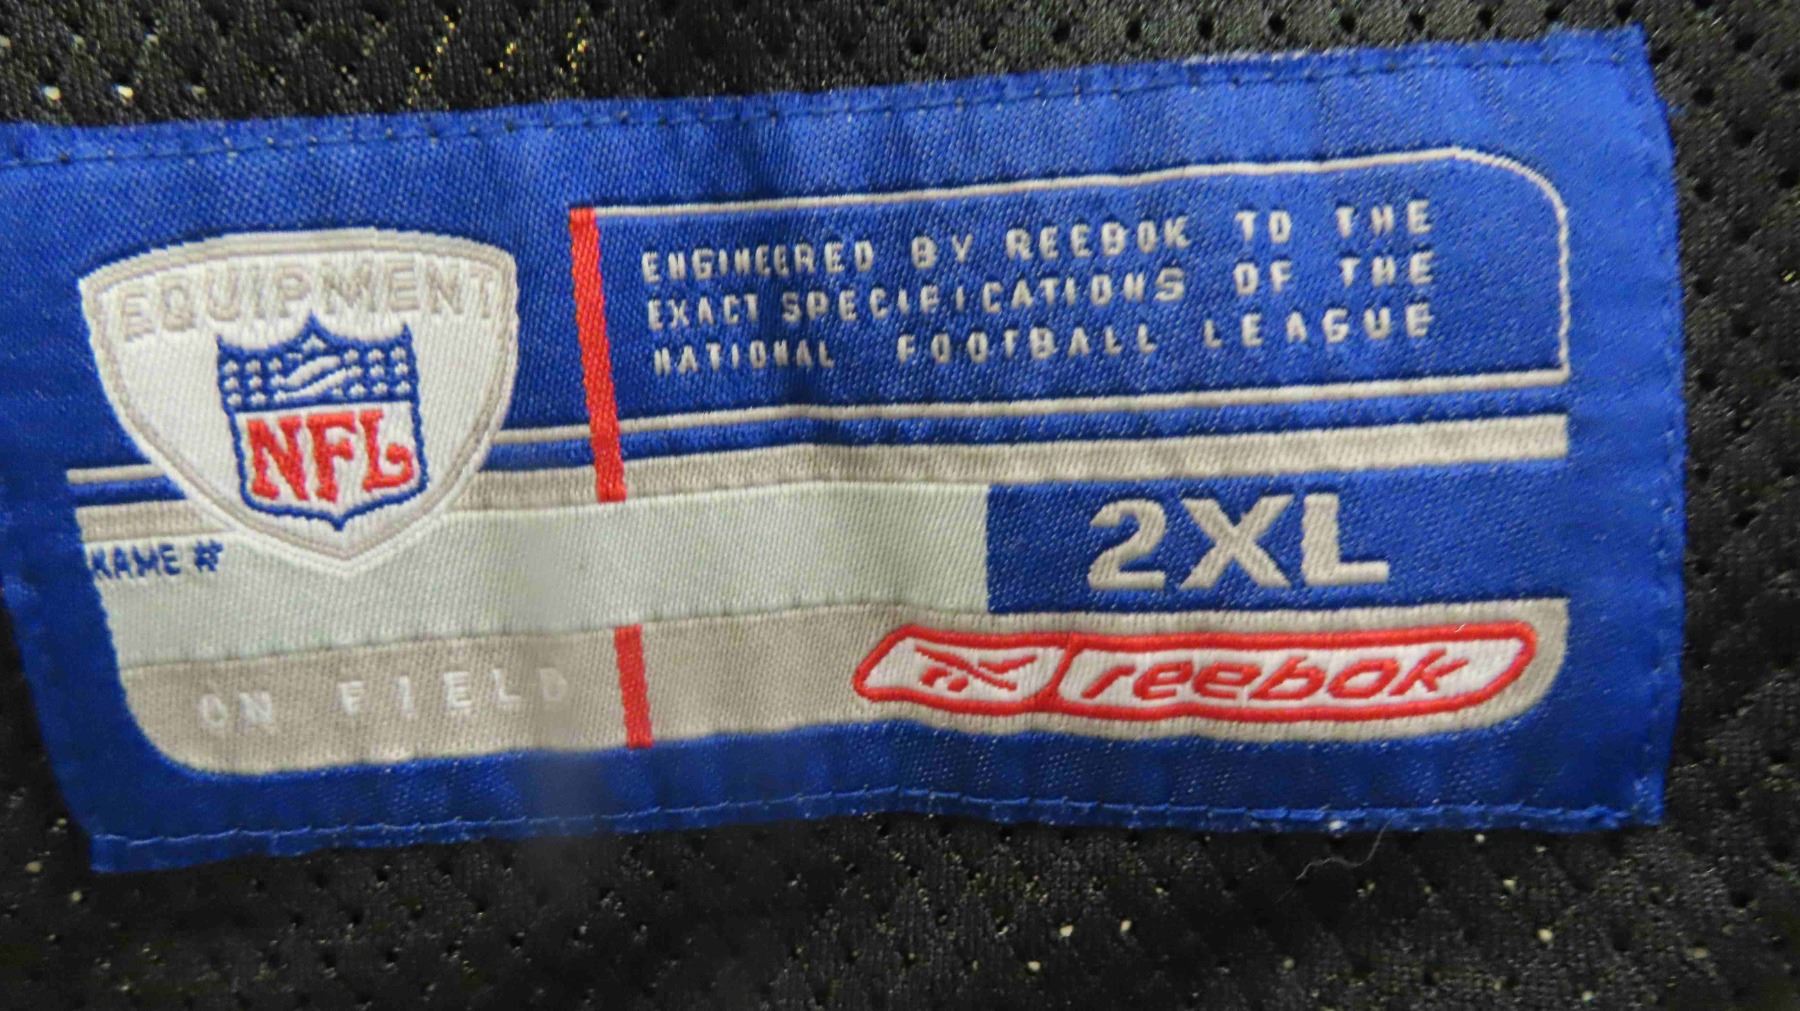 EQUIPMENT
NFL
ENGINEERED BY REEBOK TO THE
EXACT SPECIFICATIONS OF THE
NATIONAL FOOTBALL LEAGUE
NAME #
2XL
ON FIELD
reebok